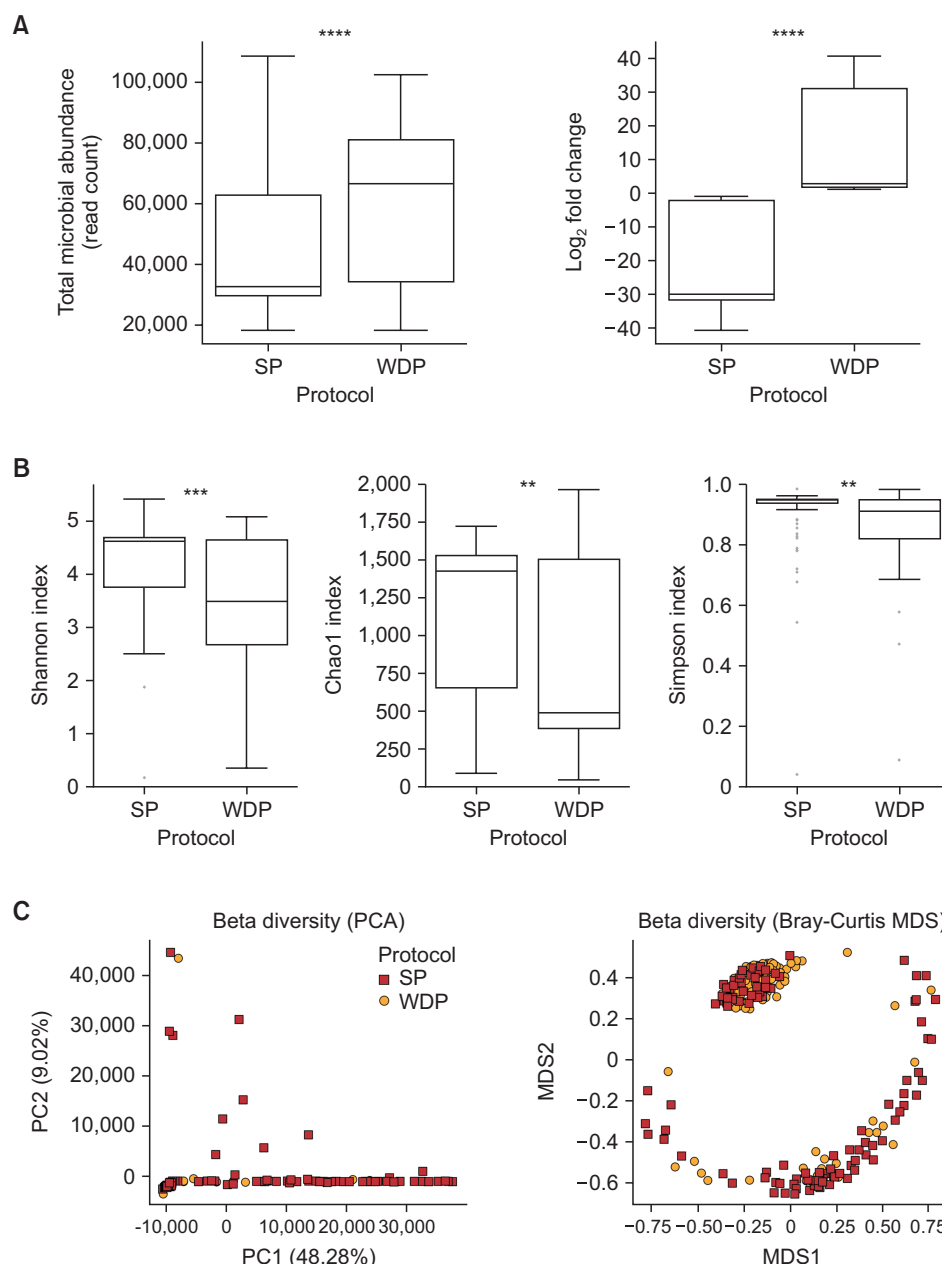 A
****
****
Total microbial abundance
(read count)
100,000
80,000
60,000
40,000
20,000
SP
WDP
Protocol
Log2 fold change
40
30
20
10
0
−10
−20
−30
−40
SP
WDP
Protocol
B
***
Shannon index
5
4
3
2
1
0
SP
WDP
Protocol
**
Chao1 index
2,000
1,750
1,500
1,250
1,000
750
500
250
0
SP
WDP
Protocol
**
Simpson index
1.0
0.8
0.6
0.4
0.2
0
SP
WDP
Protocol
C
Beta diversity (PCA)
Protocol
SP
WDP
PC2 (9.02%)
40,000
30,000
20,000
10,000
0
−10,000
0
10,000
20,000
30,000
PC1 (48.28%)
Beta diversity (Bray-Curtis MDS)
MDS2
0.4
0.2
0
−0.2
−0.4
−0.6
−0.75
−0.50
−0.25
0
0.25
0.50
0.75
MDS1